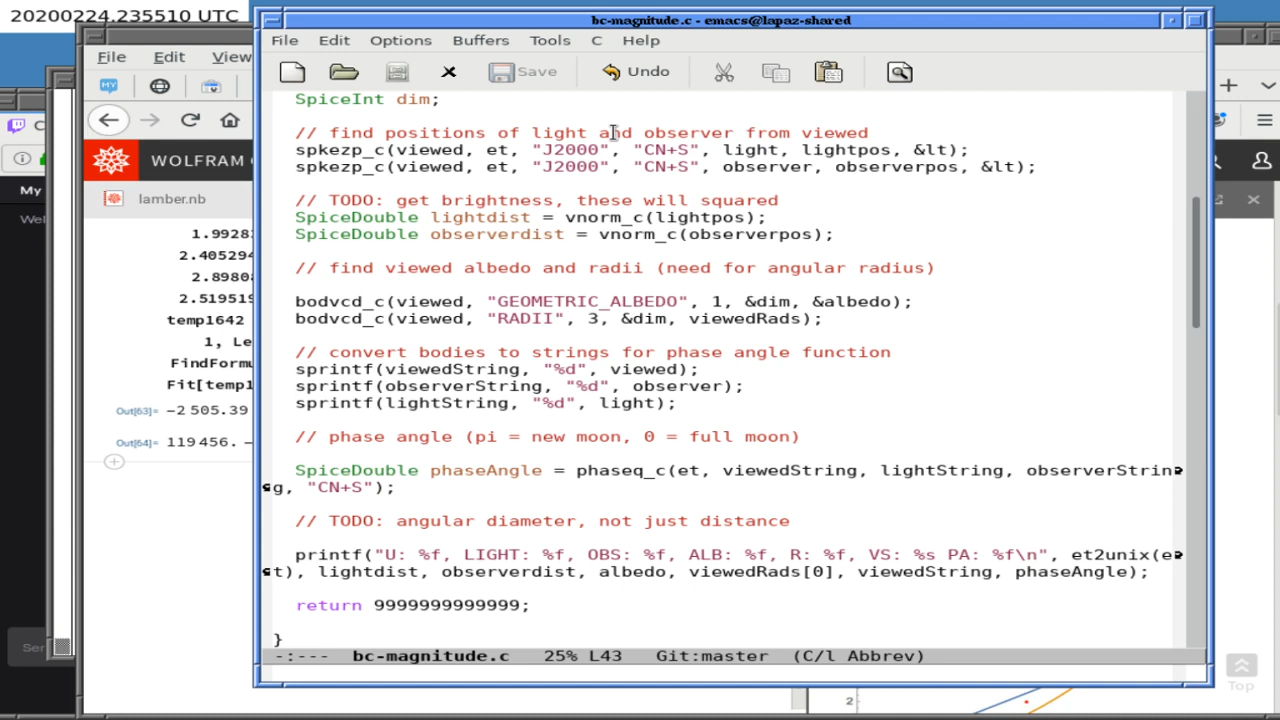 20200224.235510 UTC
bc-magnitude.c - emacs@lapaz-shared
File Edit Options Buffers Tools C Help
Save Undo
SpiceInt dim;
// find positions of light and observer from viewed
spkezp_c(viewed, et, "J2000", "CN+S", light, lightpos, &lt);
spkezp_c(viewed, et, "J2000", "CN+S", observer, observerpos, &lt);
// TODO: get brightness, these will squared
SpiceDouble lightdist = vnorm_c(lightpos);
SpiceDouble observerdist = vnorm_c(observerpos);
// find viewed albedo and radii (need for angular radius)
bodvcd_c(viewed, "GEOMETRIC_ALBEDO", 1, &dim, &albedo);
bodvcd_c(viewed, "RADII", 3, &dim, viewedRads);
// convert bodies to strings for phase angle function
sprintf(viewedString, "%d", viewed);
sprintf(observerString, "%d", observer);
sprintf(lightString, "%d", light);
// phase angle (pi = new moon, 0 = full moon)
SpiceDouble phaseAngle = phaseq_c(et, viewedString, lightString, observerStrin
g, "CN+S");
// TODO: angular diameter, not just distance
printf("U: %f, LIGHT: %f, OBS: %f, ALB: %f, R: %f, VS: %s PA: %f\n", et2unix(e
t), lightdist, observerdist, albedo, viewedRads[0], viewedString, phaseAngle);
return 9999999999999;
}
-:--- bc-magnitude.c 25% L43 Git:master (C/l Abbrev)
File Edit View
MY
WOLFRAM
lamber.nb
1.9928
2.405294
2.8980
2.519519
temp1642
1, Le
FindForm
Fit[temp1
Out[63]= -2 505.39
Out[64]= 119 456. -
C
My
Wel
Ser
Top
2